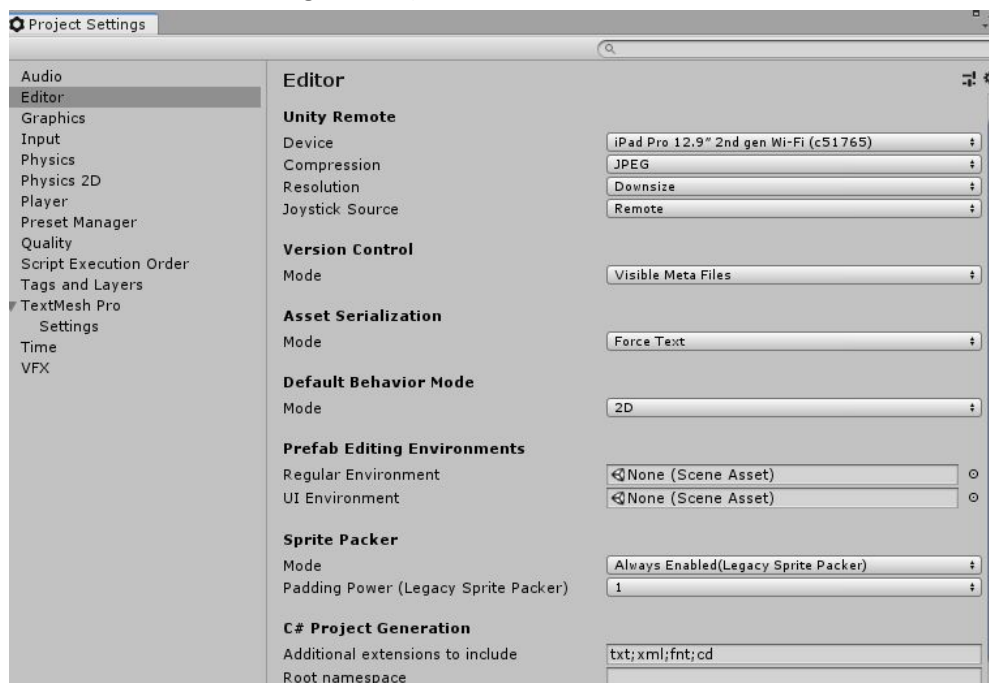 Project Settings
Audio
Editor
Graphics
Input
Physics
Physics 2D
Player
Preset Manager
Quality
Script Execution Order
Tags and Layers
TextMesh Pro
Settings
Time
VFX
Editor
Unity Remote
Device iPad Pro 12.9" 2nd gen Wi-Fi (c51765)
Compression JPEG
Resolution Downsize
Joystick Source Remote
Version Control
Mode Visible Meta Files
Asset Serialization
Mode Force Text
Default Behavior Mode
Mode 2D
Prefab Editing Environments
Regular Environment None (Scene Asset)
UI Environment None (Scene Asset)
Sprite Packer
Mode Always Enabled(Legacy Sprite Packer)
Padding Power (Legacy Sprite Packer) 1
C# Project Generation
Additional extensions to include txt;xml;fnt;cd
Root namespace